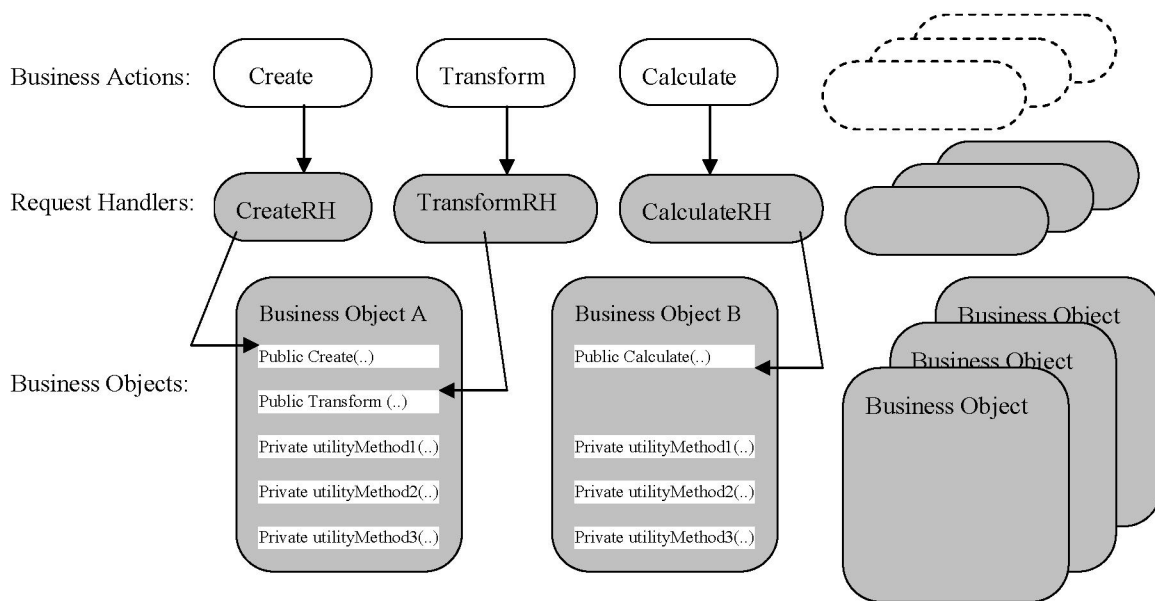 Business Actions:
Create
Transform
Calculate
Request Handlers:
CreateRH
TransformRH
CalculateRH
Business Objects:
Business Object A
Public Create(..)
Public Transform (..)
Private utilityMethod1(..)
Private utilityMethod2(..)
Private utilityMethod3(..)
Business Object B
Public Calculate(..)
Private utilityMethod1(..)
Private utilityMethod2(..)
Private utilityMethod3(..)
Business Object
Business Object
Business Object